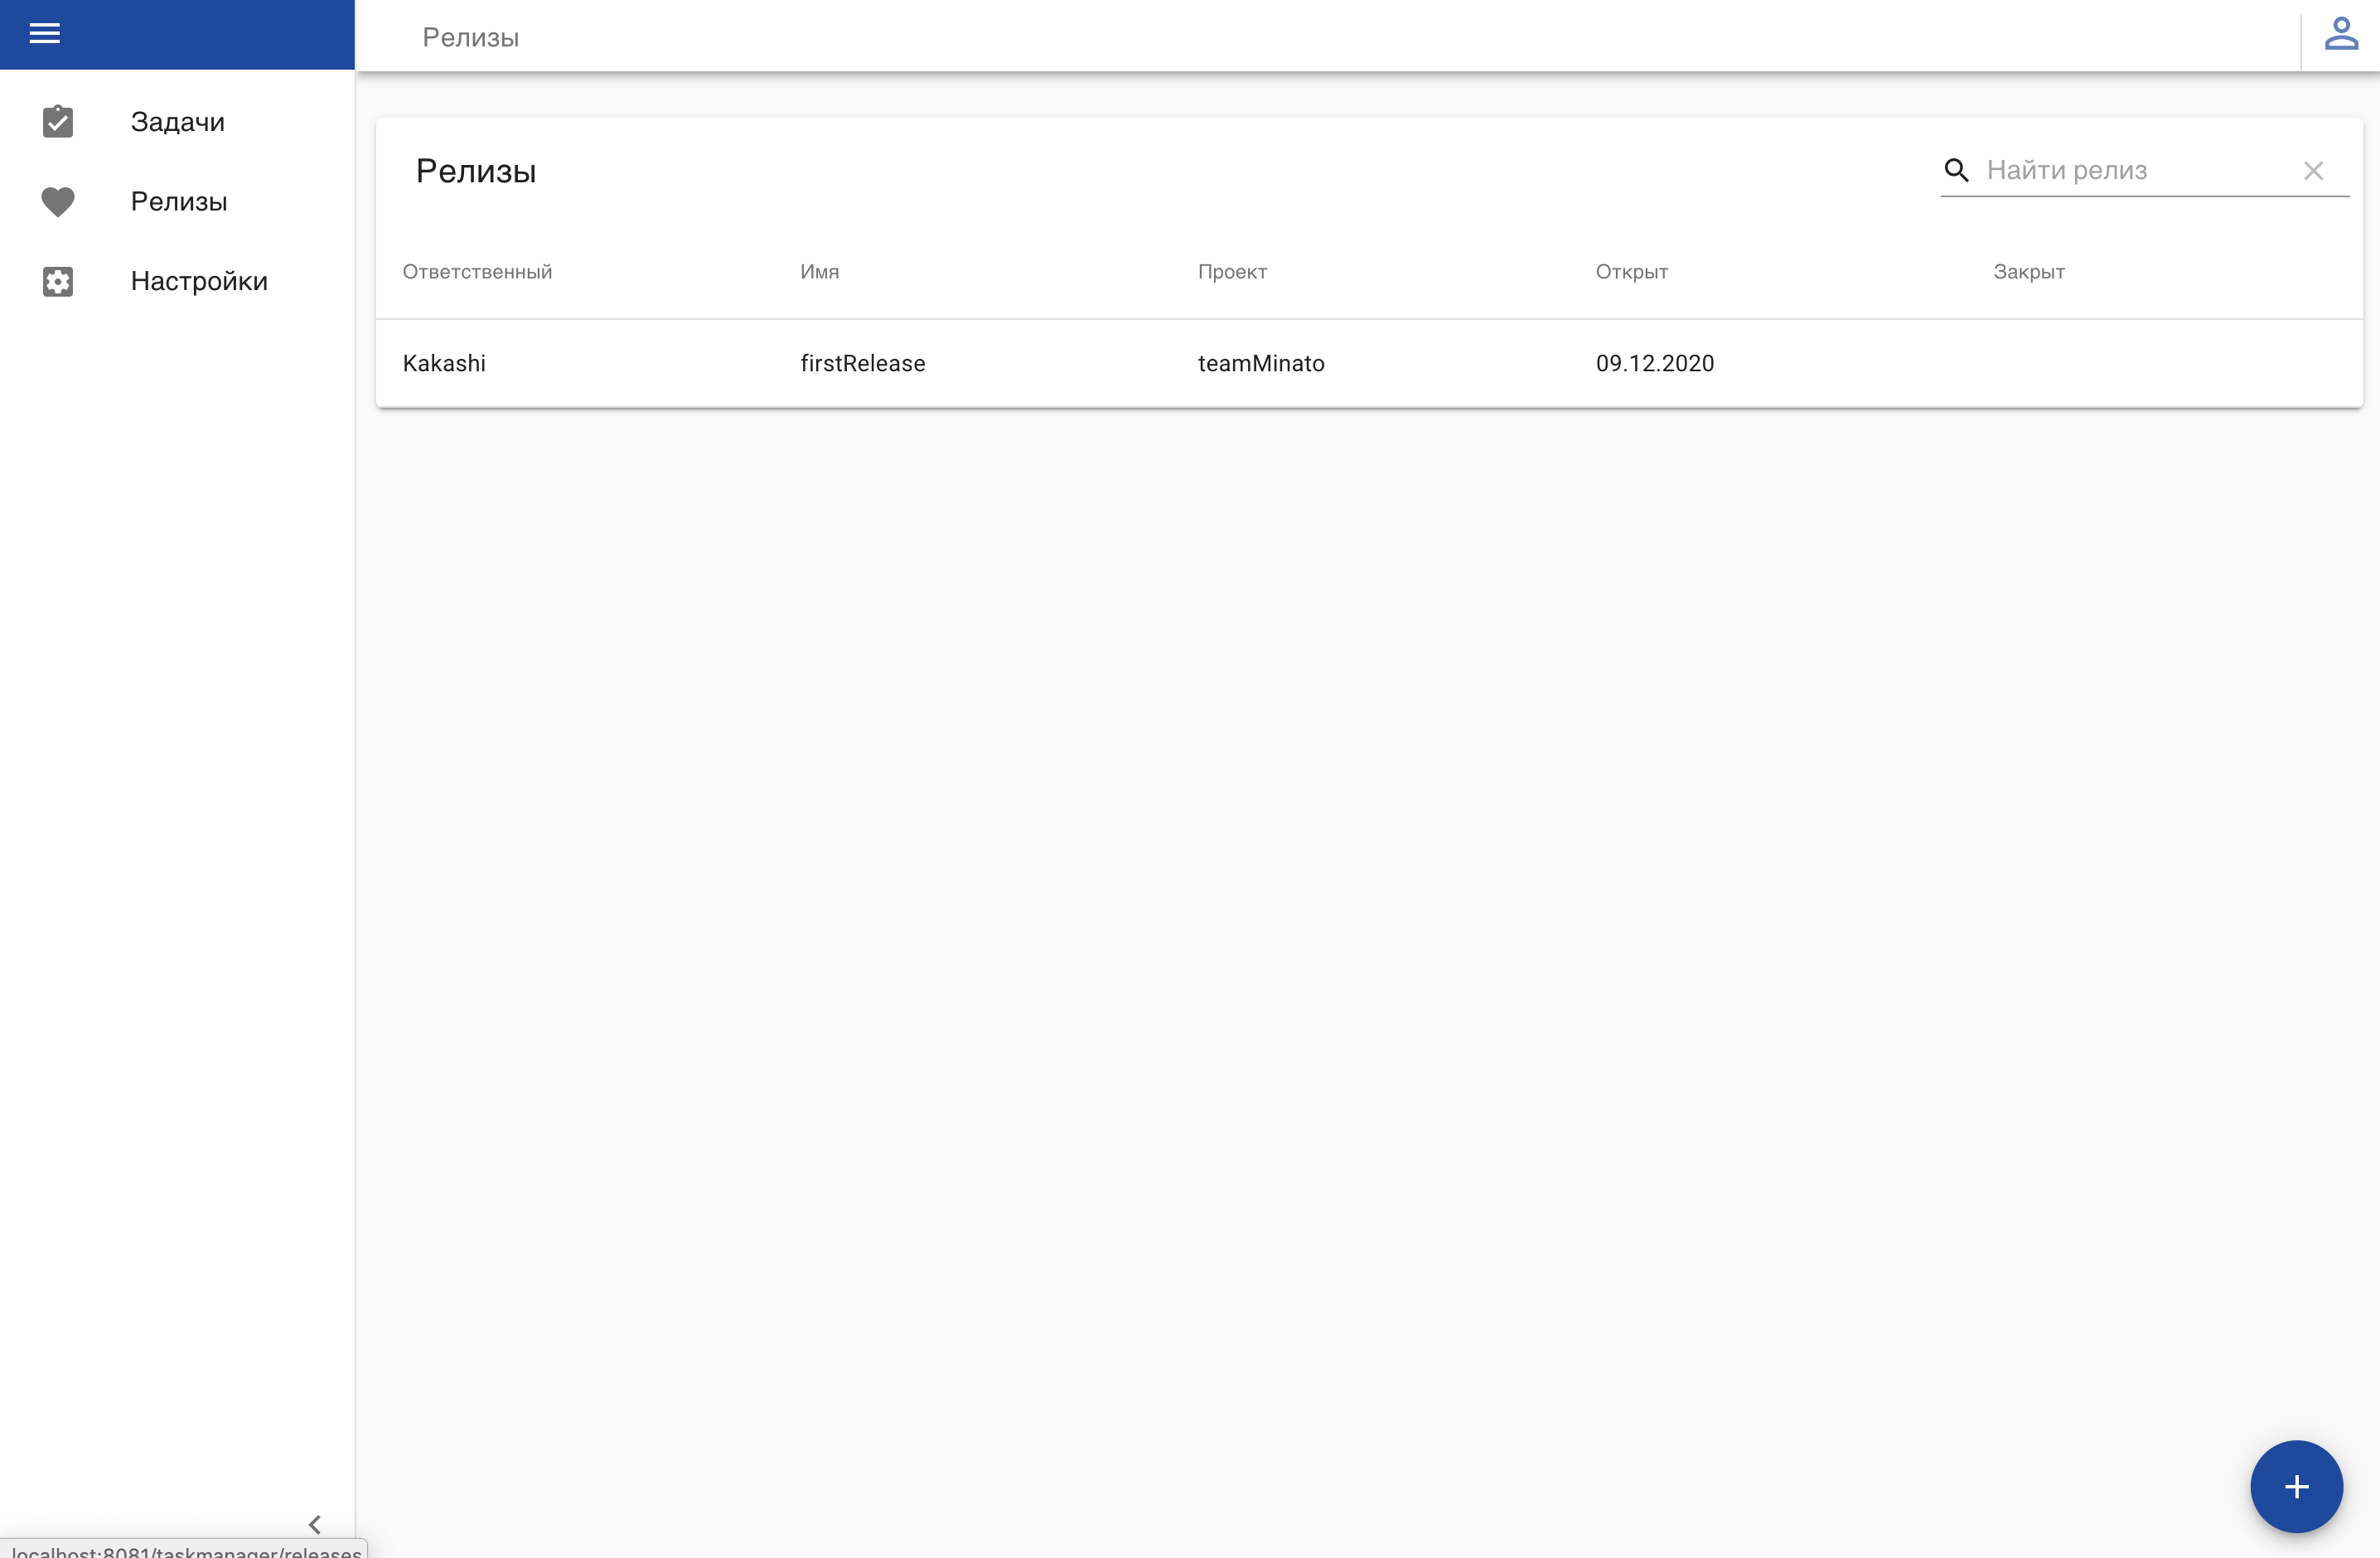 Релизы
Задачи
Релизы
Настройки
Релизы
Найти релиз
Ответственный Имя Проект Открыт Закрыт
Kakashi firstRelease teamMinato 09.12.2020
localhost:8081/taskmanager/releases